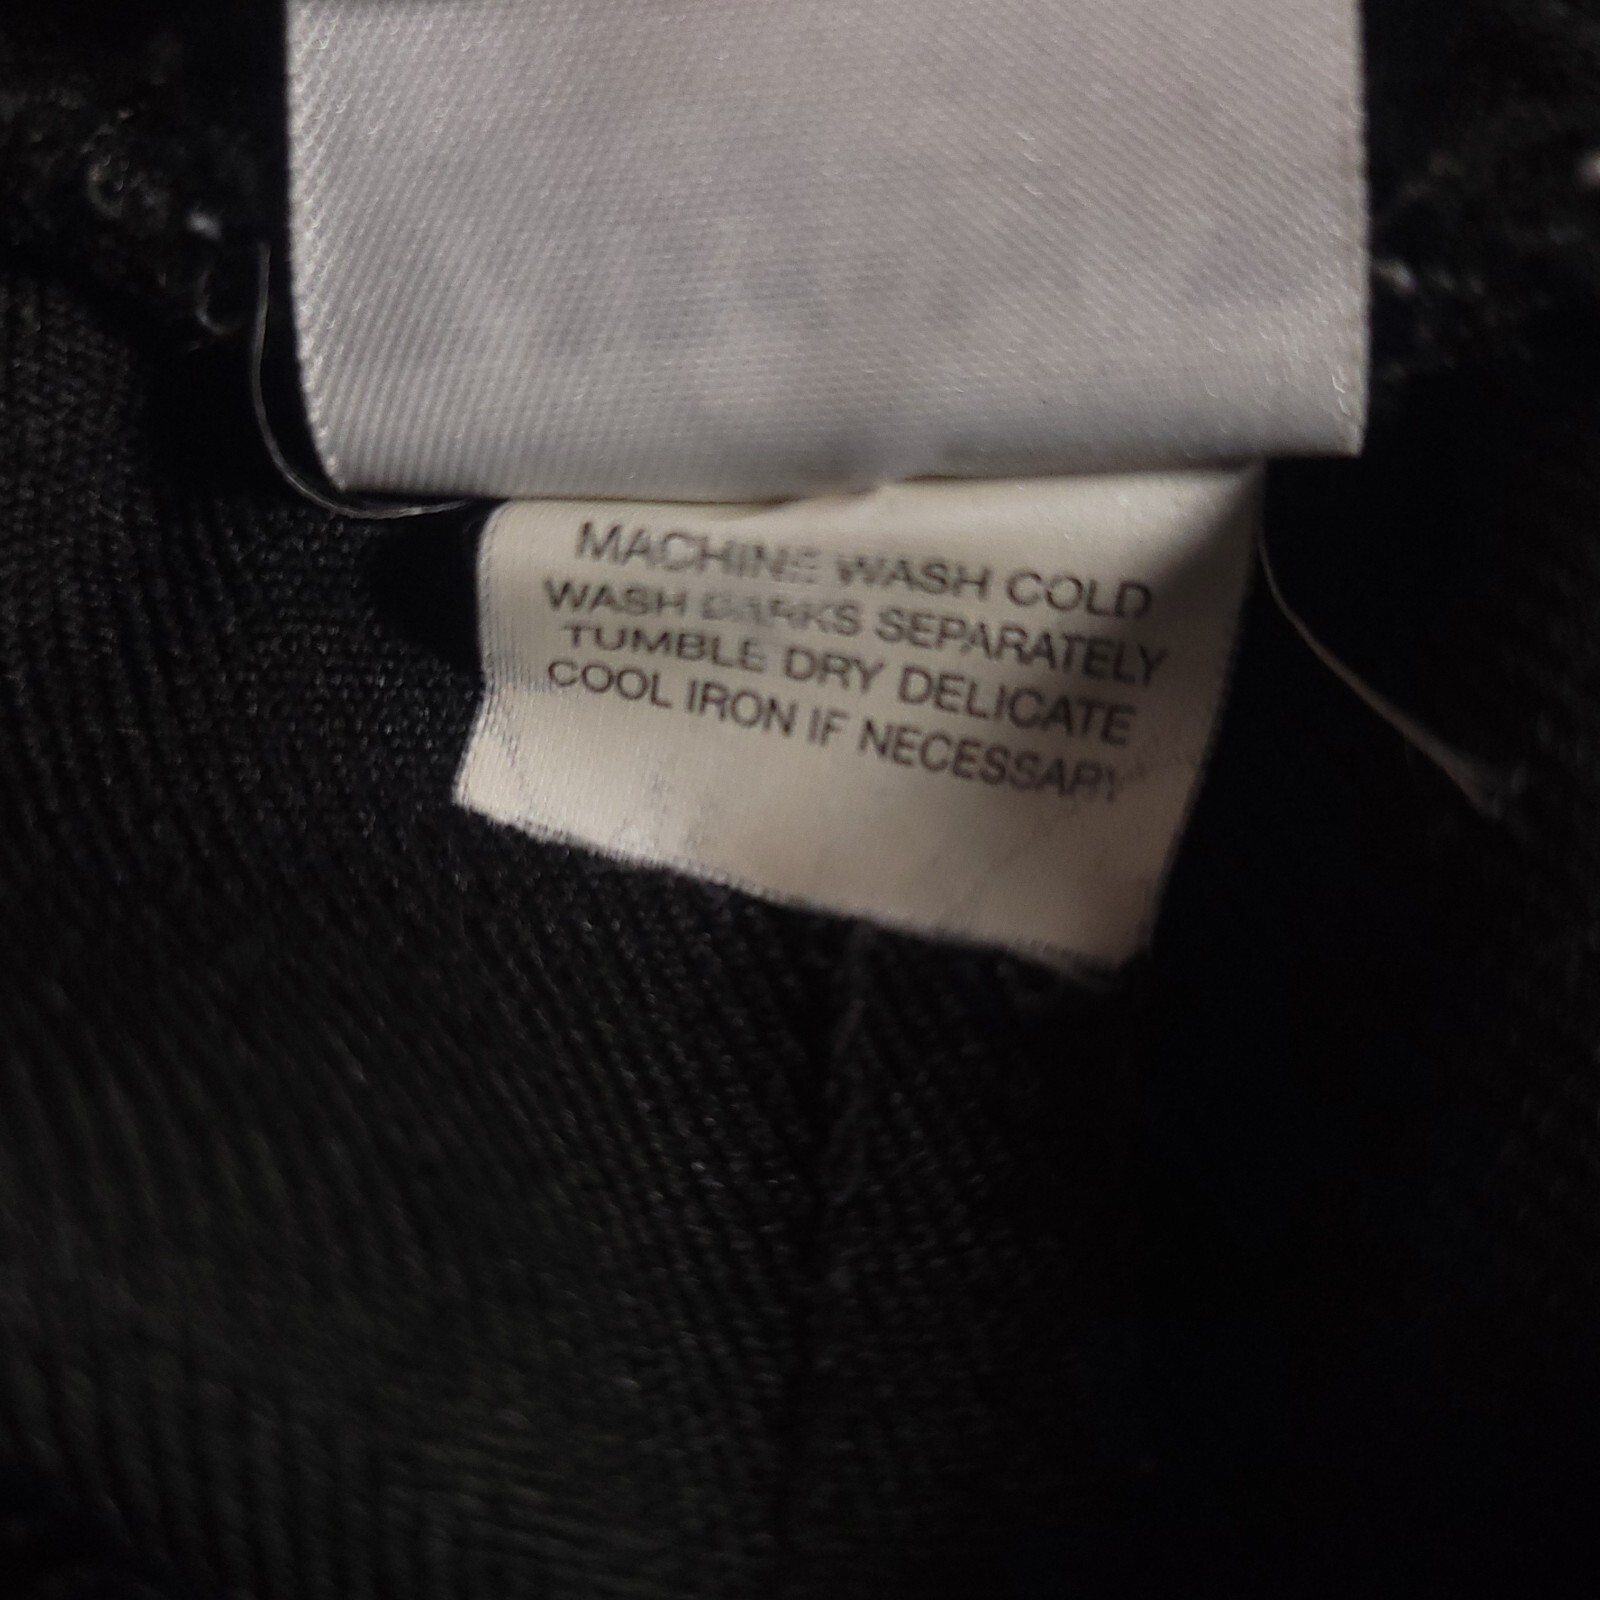 MACHINE WASH COLD
WASH DARKS SEPARATELY
TUMBLE DRY DELICATE
COOL IRON IF NECESSARY